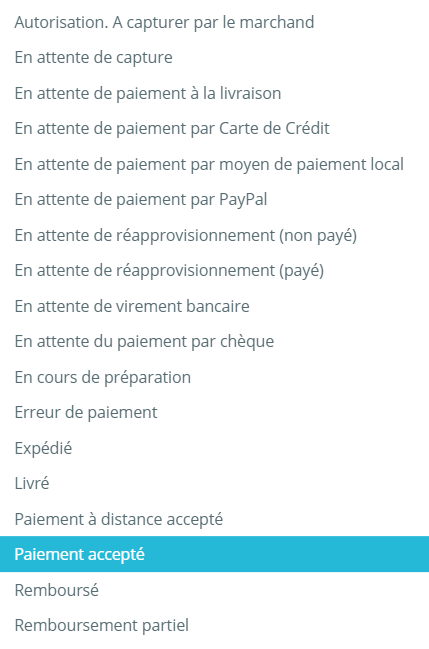 Autorisation. A capturer par le marchand
En attente de capture
En attente de paiement à la livraison
En attente de paiement par Carte de Crédit
En attente de paiement par moyen de paiement local
En attente de paiement par PayPal
En attente de réapprovisionnement (non payé)
En attente de réapprovisionnement (payé)
En attente de virement bancaire
En attente du paiement par chèque
En cours de préparation
Erreur de paiement
Expédié
Livré
Paiement à distance accepté
Paiement accepté
Remboursé
Remboursement partiel